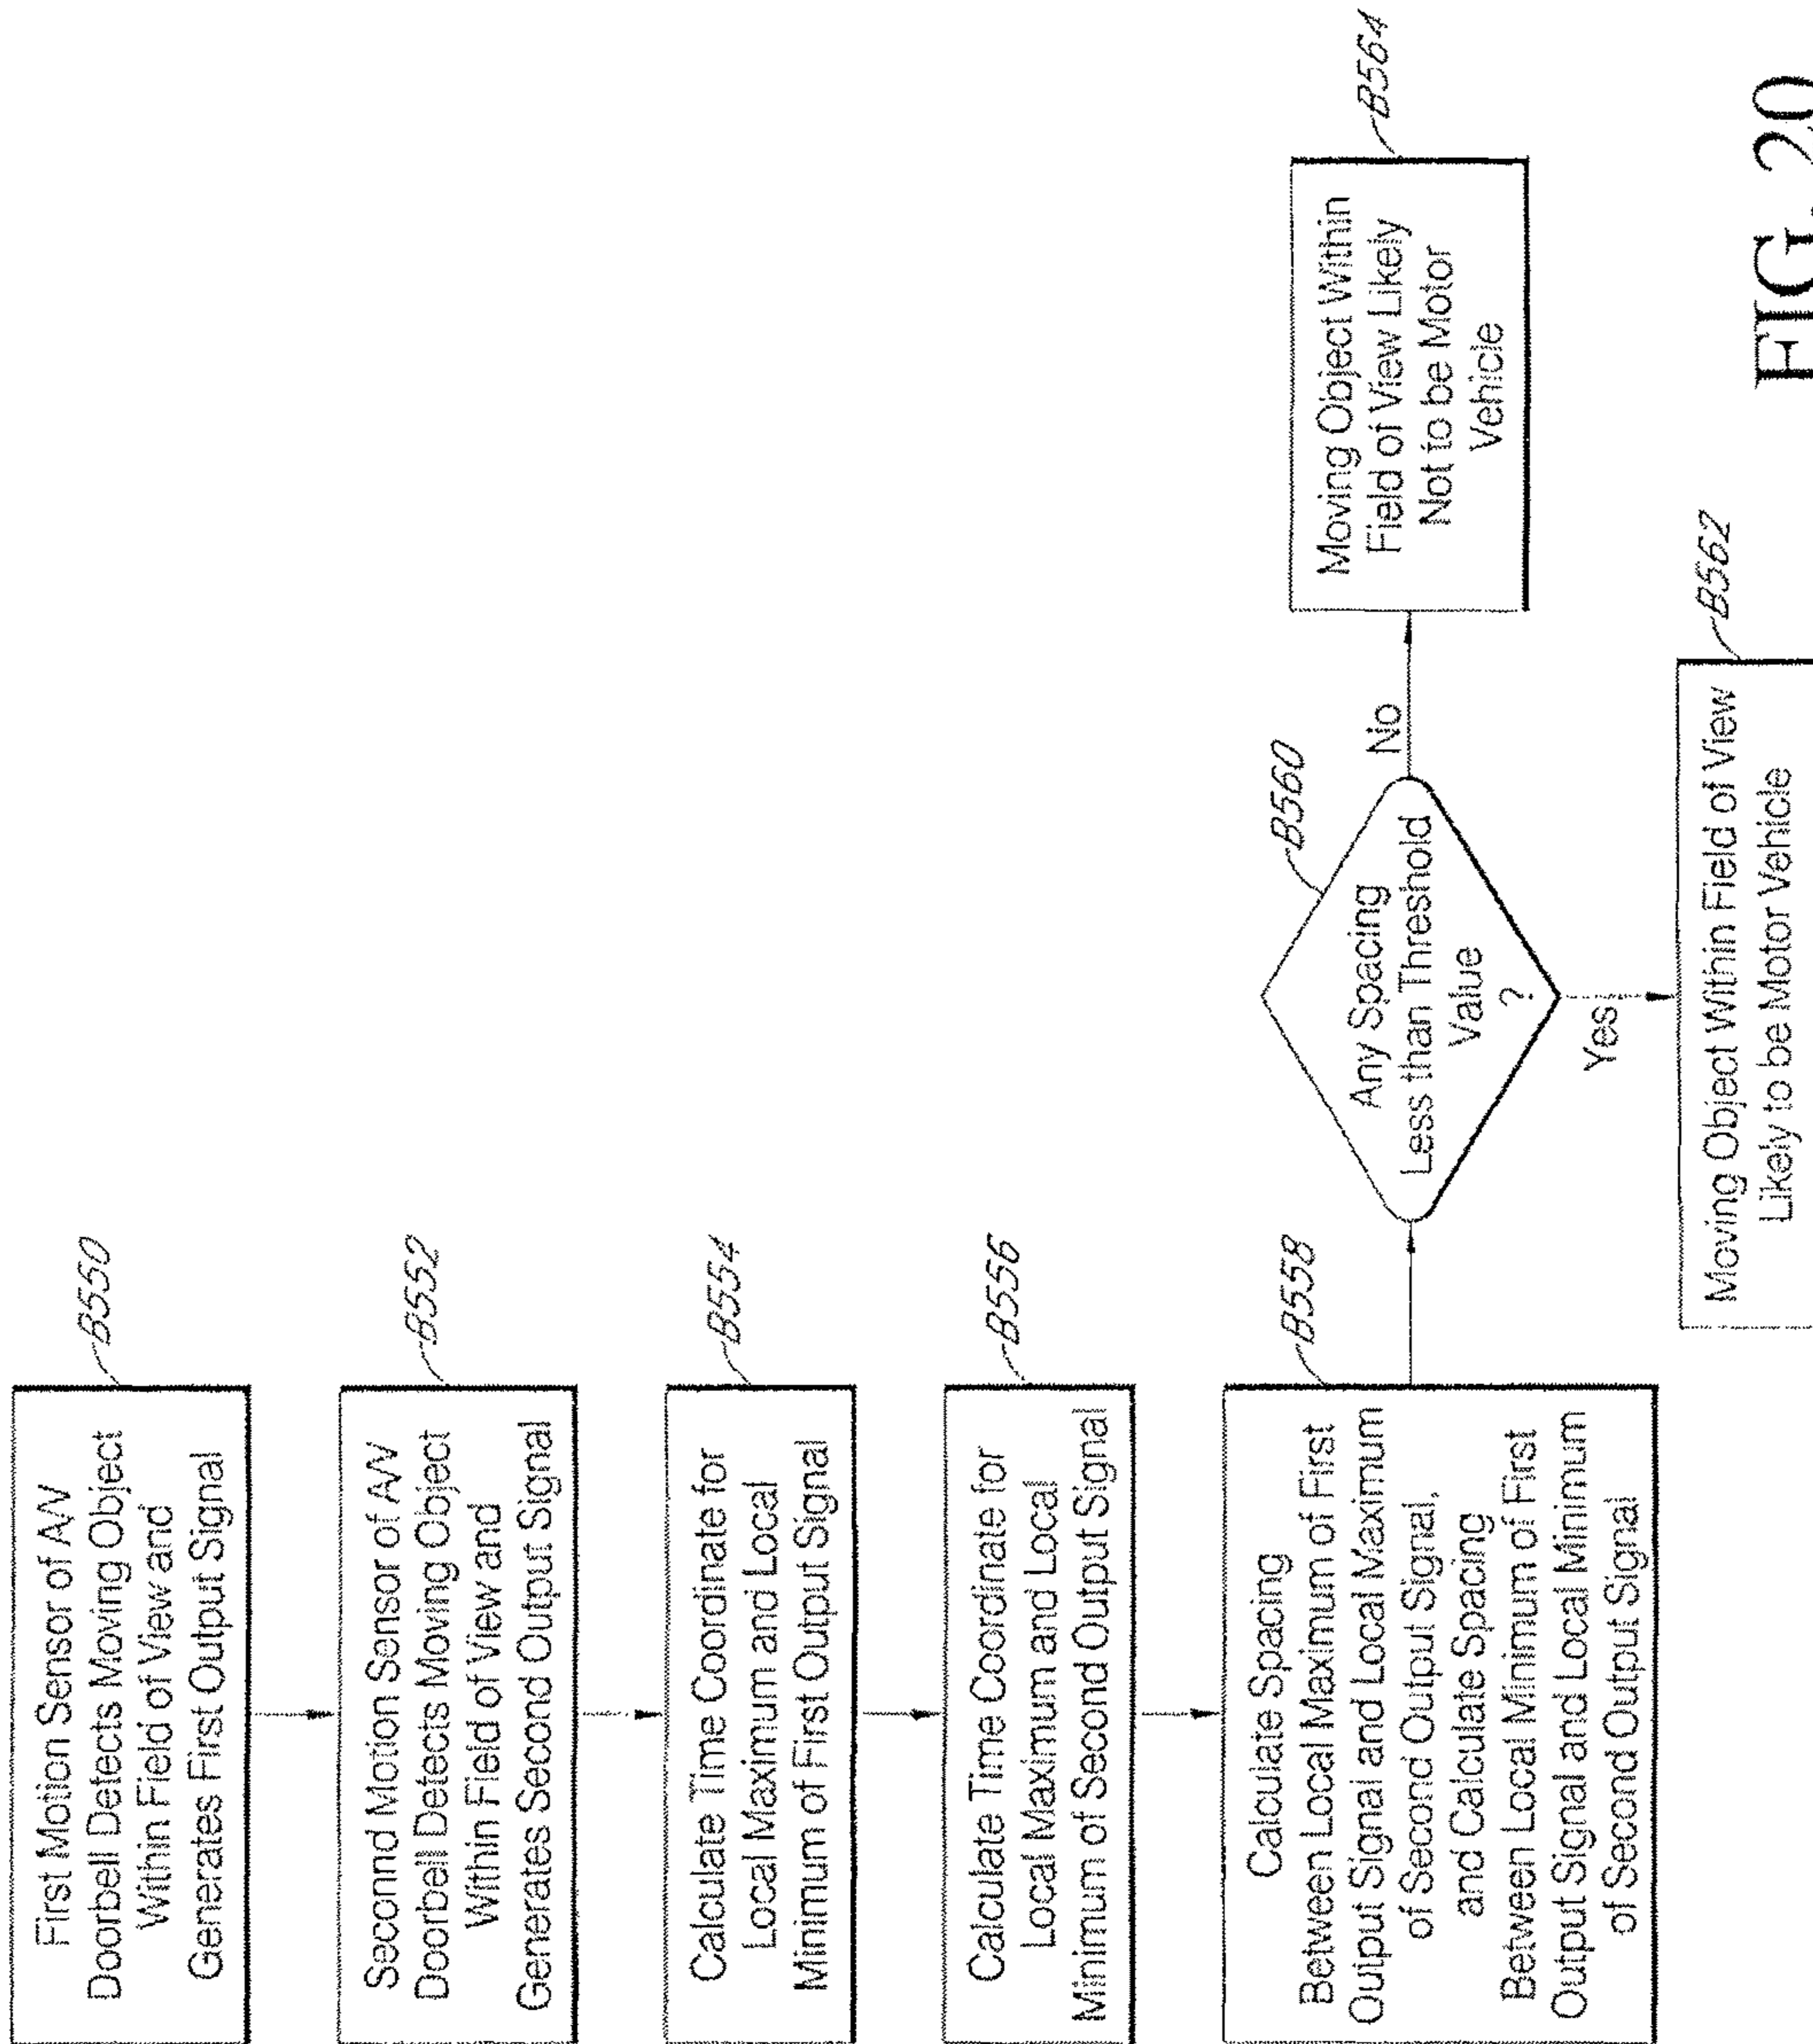 First Motion Sensor of A/V
Doorbell Detects Moving Object
Within Field of View and
Generates First Output Signal
B550
Seconnd Motion Sensor of A/V
Doorbell Detects Moving Object
Within Field of View and
Generates Second Output Signal
B552
Calculate Time Coordinate for
Local Maximum and Local
Minimum of First Output Signal
B554
Calculate Time Coordinate for
Local Maximum and Local
Minimum of Second Output Signal
B556
Calculate Spacing
Between Local Maximum of First
Output Signal and Local Maximum
of Second Output Signal,
and Calculate Spacing
Between Local Minimum of First
Output Signal and Local Minimum
of Second Output Signal
B558
Any Spacing
Less than Threshold
Value
?
B560
No
Yes
Moving Object Within
Field of View Likely
Not to be Motor
Vehicle
B564
Moving Object Within Field of View
Likely to be Motor Vehicle
B562
FIG. 20